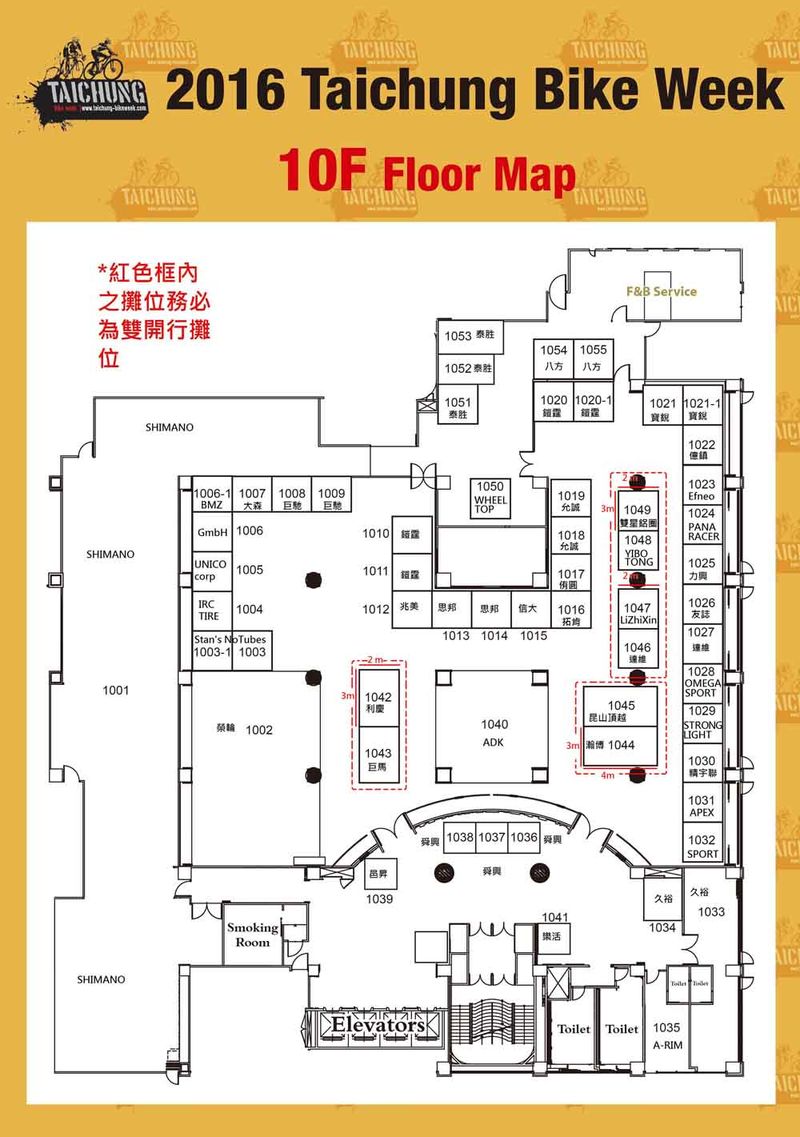 TAICHUNG
Bike week www.taichung-bikeweek.com
2016 Taichung Bike Week
10F Floor Map
*紅色框內
之攤位務必
為雙開行攤
位
F&B Service
1053 泰胜
1052 泰胜
1051
泰胜
1054
八方
1055
八方
1020
鎧霆
1020-1
鎧霆
1021
寶銳
1021-1
寶銳
SHIMANO
1022
億鎮
1050
WHEEL
TOP
1006-1
BMZ
1007
大森
1008
巨馳
1009
巨馳
1019
允誠
2 m
3m
1049
雙星鋁圈
1023
Efneo
1024
PANA
RACER
GmbH
1006
1010
鎧霆
1018
允誠
1048
YIBO
TONG
SHIMANO
UNICO
corp
1005
1011
鎧霆
1017
侑圓
2 m
1025
力興
IRC
TIRE
1004
1012
兆美
思邦
思邦
信大
1016
拓肯
1013
1014
1015
1047
LiZhiXin
1026
友誌
Stan's NoTubes
1003-1
1003
1046
達維
1027
達維
1001
2 m
3m
1042
利慶
1028
OMEGA
SPORT
榮輪
1002
1040
ADK
1045
昆山頂越
1029
STRONG
LIGHT
1043
巨馬
3m
瀚博
1044
4m
1030
精宇聯
1031
APEX
舜興
1038
1037
1036
舜興
1032
SPORT
舜興
邑昇
1039
久裕
1034
久裕
1033
Smoking
Room
1041
樂活
SHIMANO
Toilet
Toilet
Elevators
Toilet
Toilet
1035
A-RIM